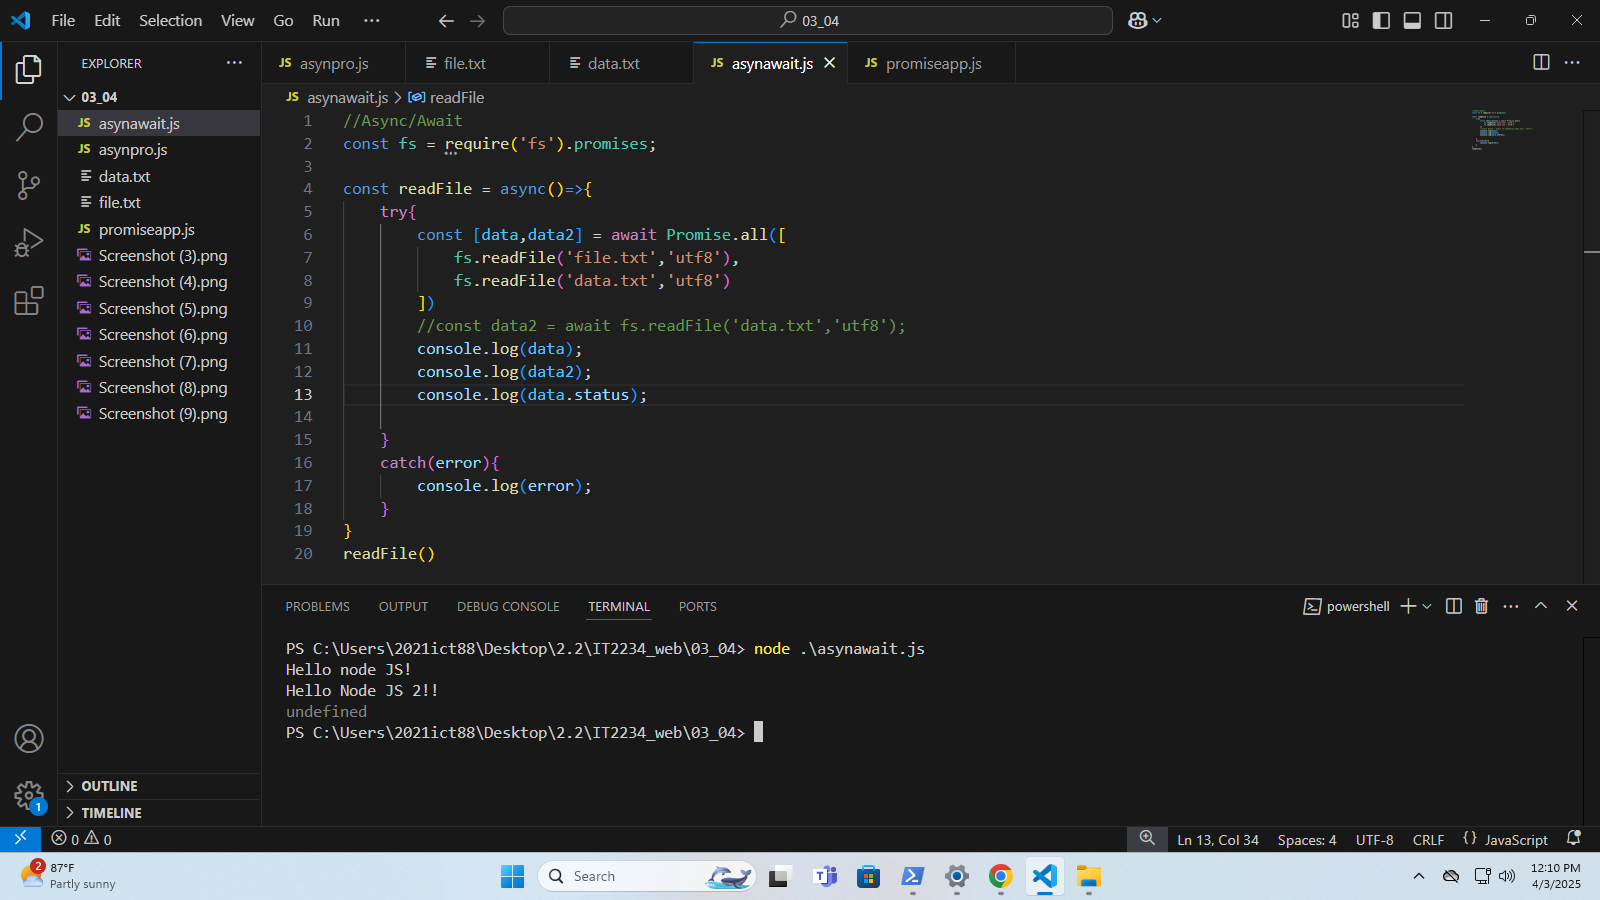 File Edit Selection View Go Run ···
03_04
EXPLORER ···
03_04
JS asynawait.js
JS asynpro.js
data.txt
file.txt
JS promiseapp.js
Screenshot (3).png
Screenshot (4).png
Screenshot (5).png
Screenshot (6).png
Screenshot (7).png
Screenshot (8).png
Screenshot (9).png
OUTLINE
TIMELINE
1
JS asynpro.js file.txt data.txt JS asynawait.js JS promiseapp.js ···
JS asynawait.js > readFile
1 //Async/Await
2 const fs = require('fs').promises;
3
4 const readFile = async()=>{
5 try{
6 const [data,data2] = await Promise.all([
7 fs.readFile('file.txt','utf8'),
8 fs.readFile('data.txt','utf8')
9 ])
10 //const data2 = await fs.readFile('data.txt','utf8');
11 console.log(data);
12 console.log(data2);
13 console.log(data.status);
14
15 }
16 catch(error){
17 console.log(error);
18 }
19 }
20 readFile()
PROBLEMS OUTPUT DEBUG CONSOLE TERMINAL PORTS
powershell ···
PS C:\Users\2021ict88\Desktop\2.2\IT2234_web\03_04> node .\asynawait.js
Hello node JS!
Hello Node JS 2!!
undefined
PS C:\Users\2021ict88\Desktop\2.2\IT2234_web\03_04>
0 0
Ln 13, Col 34 Spaces: 4 UTF-8 CRLF {} JavaScript
2
87°F
Partly sunny
Search
12:10 PM
4/3/2025